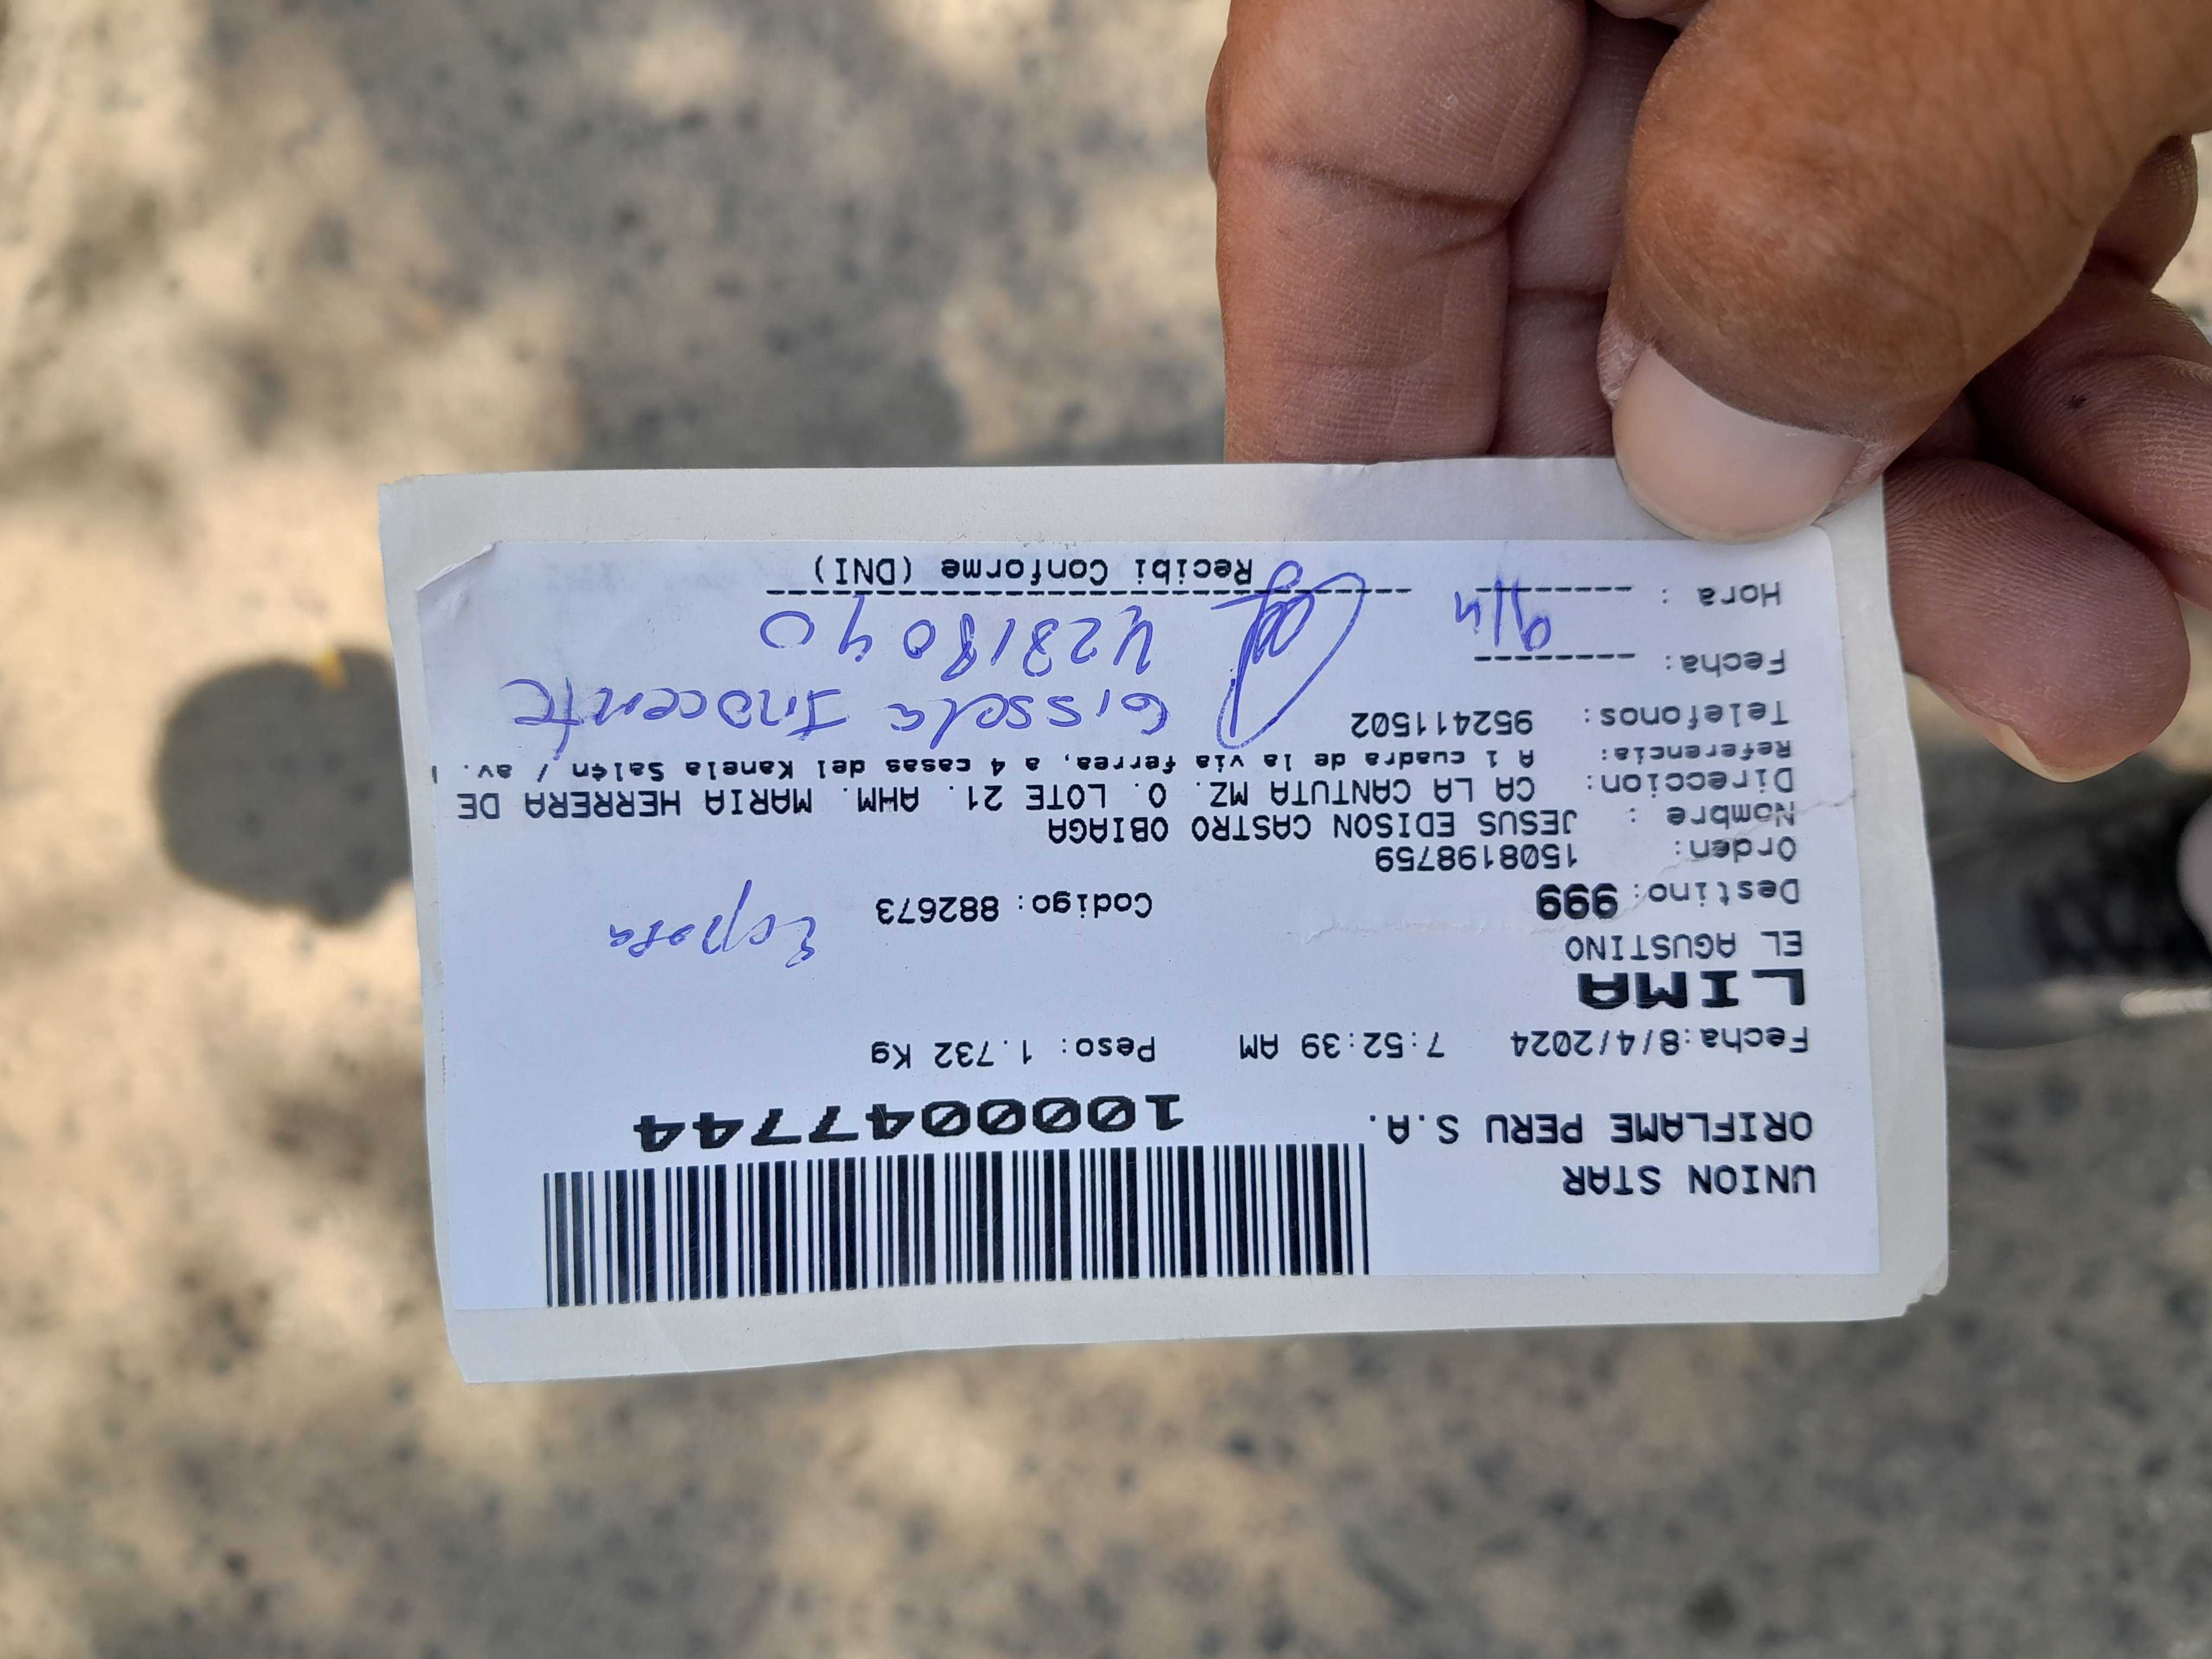 UNION STAR
ORIFLAME PERU S.A.
1000047744
Fecha:8/4/2024 7:52:39 AM Peso: 1.732 Kg
LIMA
EL AGUSTINO
Destino: 999 Codigo: 882673 Esposa
Orden: 1508198759
Nombre : JESUS EDISON CASTRO OBIAGA
Direccion: CA LA CANTUTA MZ. O. LOTE 21. AHM. MARIA HERRERA DE
Referencia: A 1 cuadra de la via ferrea, a 4 casas del Kanela Sal¢n / av.
Telefonos: 952411502 Gissela Inocente
Fecha: 9/4 42818040
Hora :
Recibi Conforme (DNI)